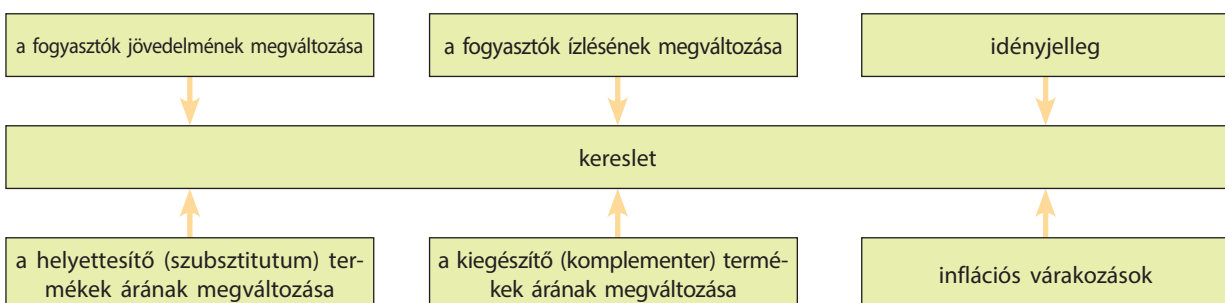 a fogyasztók jövedelmének megváltozása
a fogyasztók ízlésének megváltozása
idényjelleg
kereslet
a helyettesítő (szubsztitutum) ter-
mékek árának megváltozása
a kiegészítő (komplementer) termé-
kek árának megváltozása
inflációs várakozások